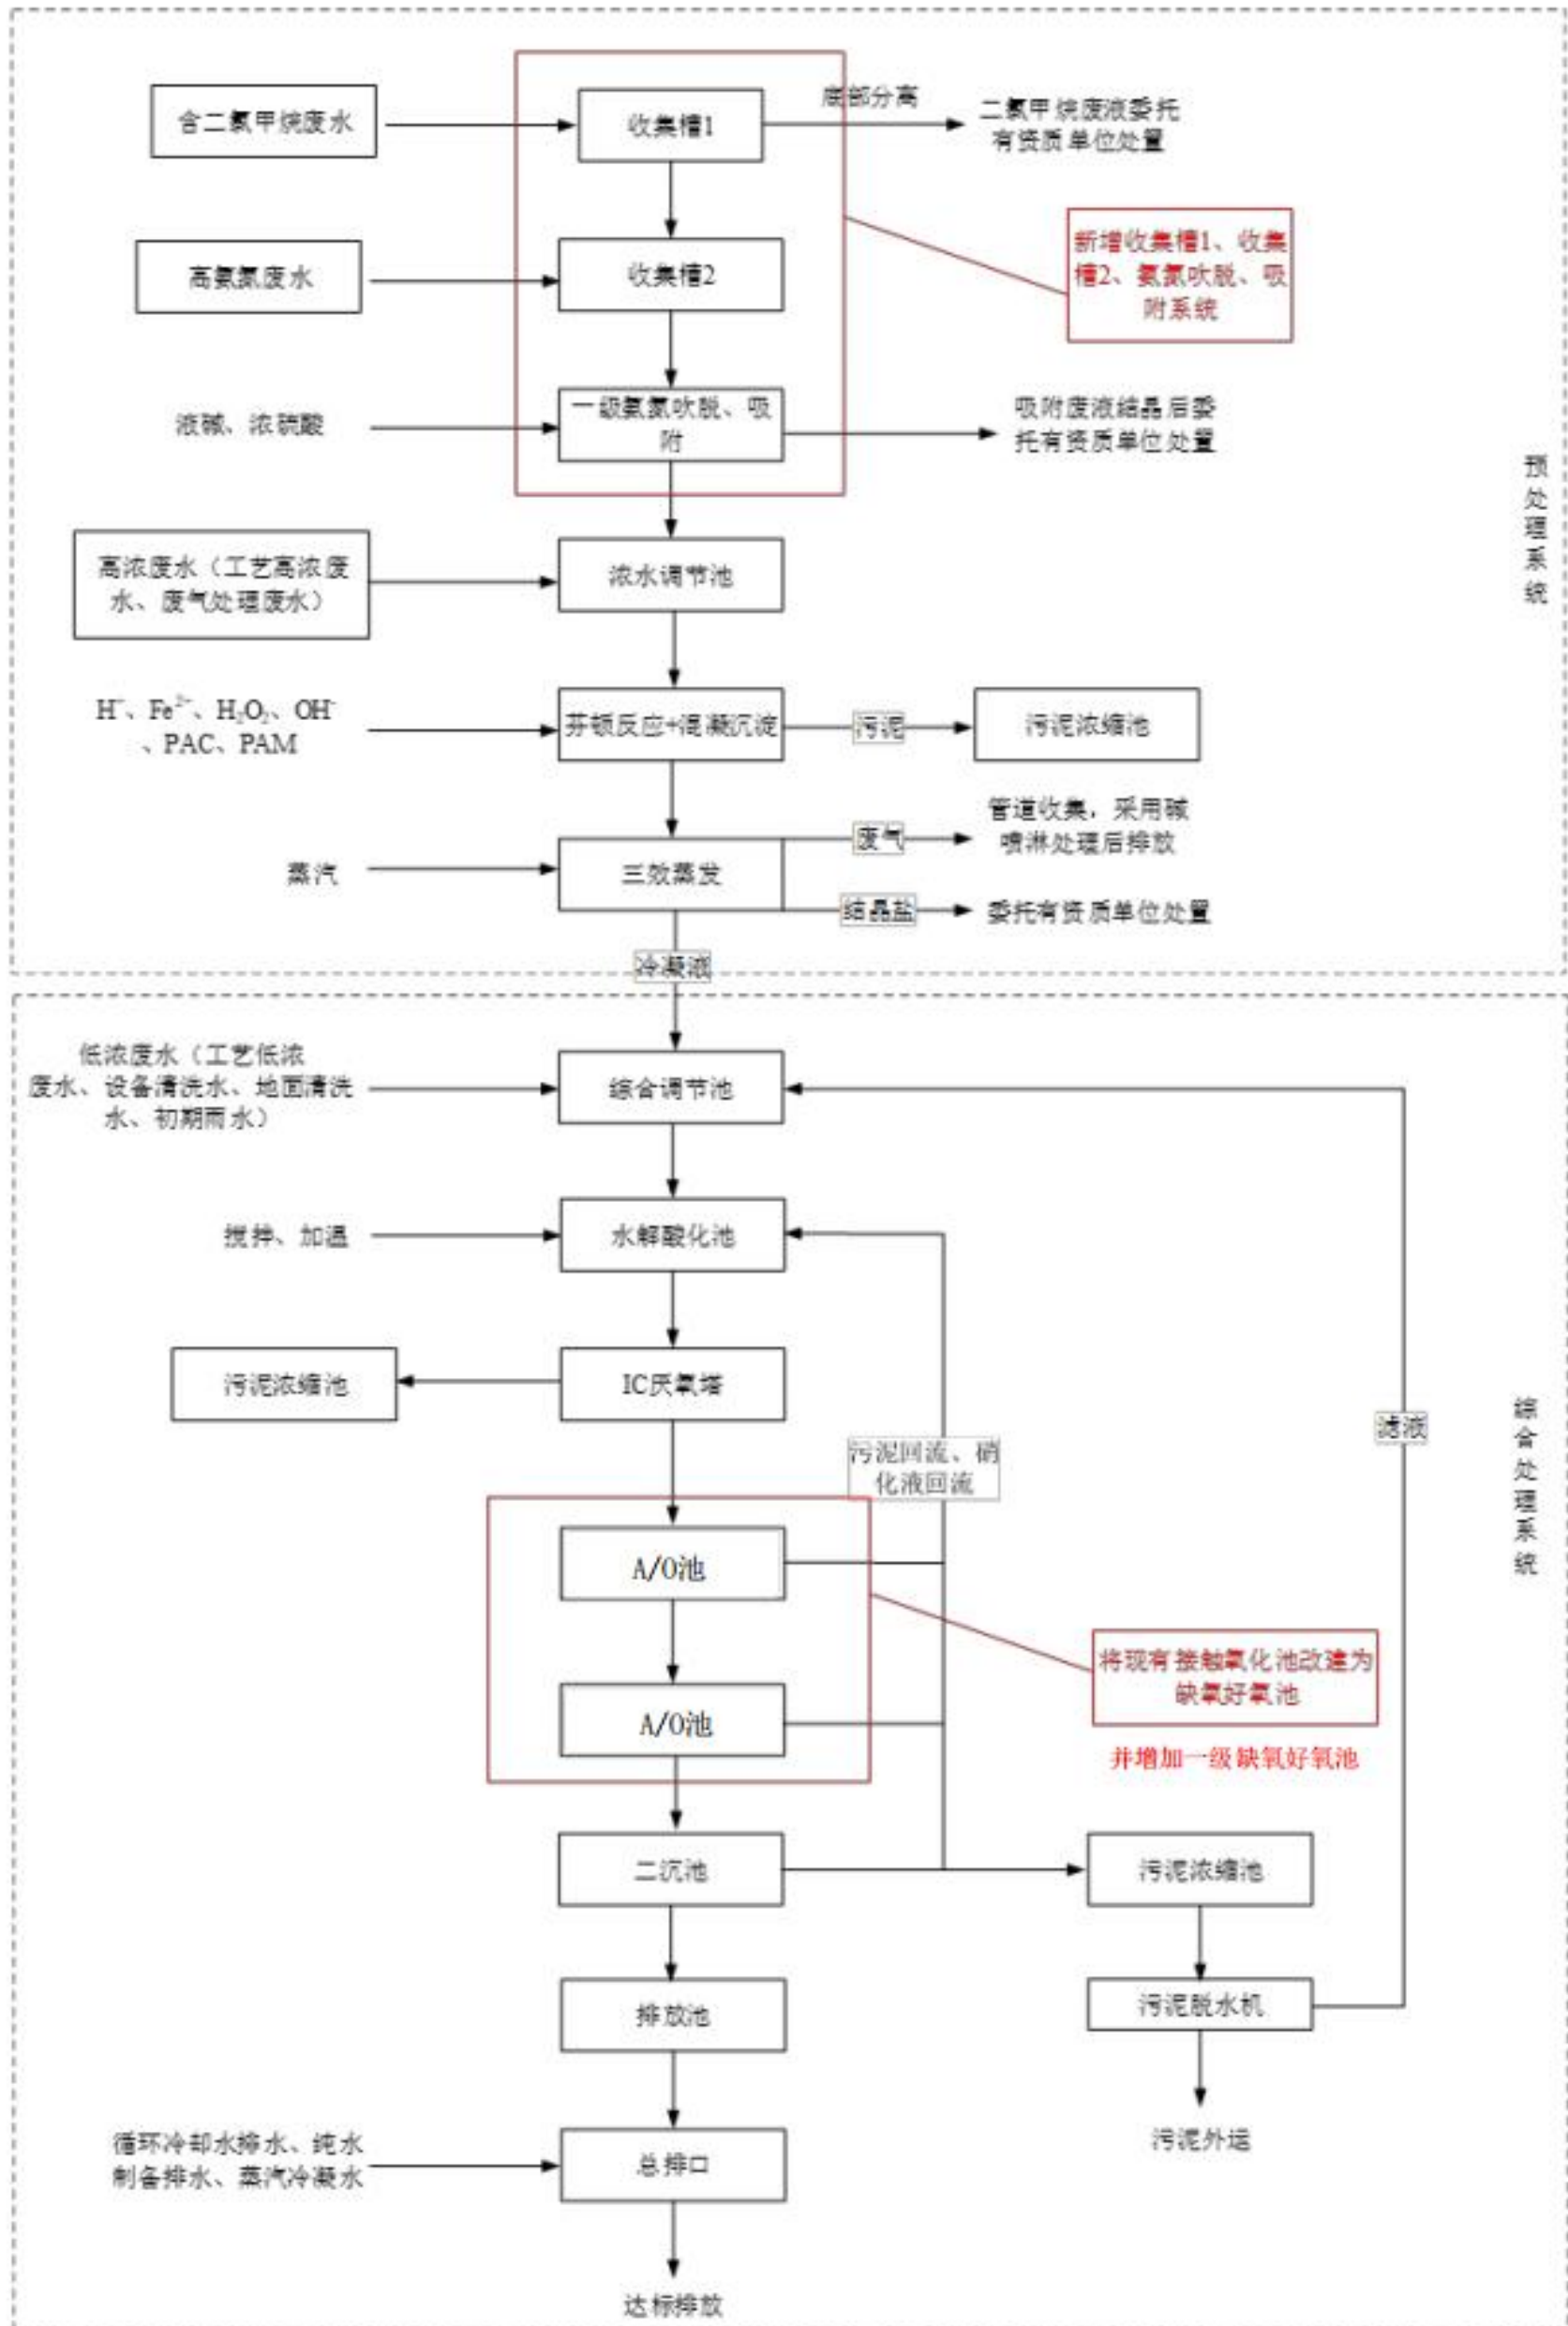 含二氯甲烷废水
收集槽1
底部分离
二氯甲烷废液委托
有资质单位处置
新增收集槽1、收集
槽2、氨氮吹脱、吸
附系统
高氨氮废水
收集槽2
液碱、浓硫酸
一级氨氮吹脱、吸
附
吸附废液结晶后委
托有资质单位处置
预处理系统
高浓废水（工艺高浓废
水、废气处理废水）
浓水调节池
H⁺、Fe²⁺、H₂O₂、OH⁻
、PAC、PAM
芬顿反应+混凝沉淀
污泥
污泥浓缩池
蒸汽
三效蒸发
废气
管道收集，采用碱
喷淋处理后排放
结晶盐
委托有资质单位处置
冷凝液
低浓废水（工艺低浓
废水、设备清洗水、地面清洗
水、初期雨水）
综合调节池
搅拌、加温
水解酸化池
污泥浓缩池
IC厌氧塔
污泥回流、硝
化液回流
滤液
综合处理系统
A/O池
A/O池
将现有接触氧化池改建为
缺氧好氧池
并增加一级缺氧好氧池
二沉池
污泥浓缩池
排放池
污泥脱水机
循环冷却水排水、纯水
制备排水、蒸汽冷凝水
总排口
污泥外运
达标排放